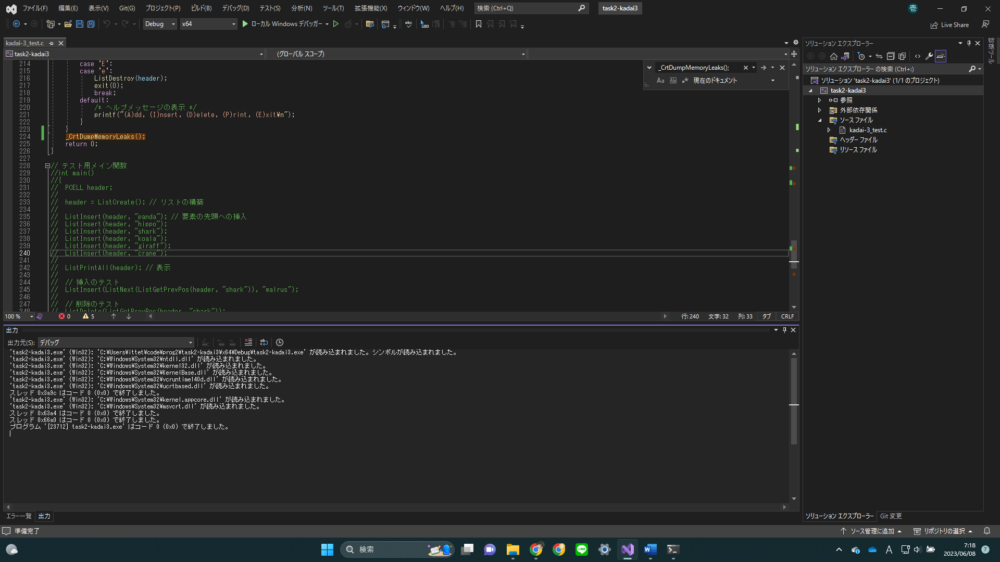 ファイル(F) 編集(E) 表示(V) Git(G) プロジェクト(P) ビルド(B) デバッグ(D) テスト(S) 分析(N) ツール(T) 拡張機能(X) ウィンドウ(W) ヘルプ(H) 検索 (Ctrl+Q) task2-kadai3 壱
Debug x64 ローカル Windows デバッガー Live Share
kadai-3_test.c
task2-kadai3 (グローバル スコープ)
214 case 'E':
215 case 'e':
216 ListDestroy(header);
217 exit(0);
218 break;
219 default:
220 /* ヘルプメッセージの表示 */
221 printf("(A)dd, (I)nsert, (D)elete, (P)rint, (E)xit¥n");
222 }
223 }
224 _CrtDumpMemoryLeaks();
225 return 0;
226 }
227
228 // テスト用メイン関数
229 //int main()
230 //{
231 // PCELL header;
232 //
233 // header = ListCreate(); // リストの構築
234 //
235 // ListInsert(header, "panda"); // 要素の先頭への挿入
236 // ListInsert(header, "hippo");
237 // ListInsert(header, "shark");
238 // ListInsert(header, "koala");
239 // ListInsert(header, "giraff");
240 // ListInsert(header, "crane");
241 //
242 // ListPrintAll(header); // 表示
243 //
244 // // 挿入のテスト
245 // ListInsert(ListNext(ListGetPrevPos(header, "shark")), "walrus");
246 //
247 // // 削除のテスト
248 // ListDelete(ListGetPrevPos(header, "shark"));
_CrtDumpMemoryLeaks();
Aa Ab 現在のドキュメント
100 % 0 5 行: 240 文字: 32 列: 33 タブ CRLF
出力
出力元(S): デバッグ
'task2-kadai3.exe' (Win32): 'C:¥Users¥ittet¥code¥prog2¥task2-kadai3¥x64¥Debug¥task2-kadai3.exe' が読み込まれました。シンボルが読み込まれました。
'task2-kadai3.exe' (Win32): 'C:¥Windows¥System32¥ntdll.dll' が読み込まれました。
'task2-kadai3.exe' (Win32): 'C:¥Windows¥System32¥kernel32.dll' が読み込まれました。
'task2-kadai3.exe' (Win32): 'C:¥Windows¥System32¥KernelBase.dll' が読み込まれました。
'task2-kadai3.exe' (Win32): 'C:¥Windows¥System32¥vcruntime140d.dll' が読み込まれました。
'task2-kadai3.exe' (Win32): 'C:¥Windows¥System32¥ucrtbased.dll' が読み込まれました。
スレッド 0x3a9c はコード 0 (0x0) で終了しました。
'task2-kadai3.exe' (Win32): 'C:¥Windows¥System32¥kernel.appcore.dll' が読み込まれました。
'task2-kadai3.exe' (Win32): 'C:¥Windows¥System32¥msvcrt.dll' が読み込まれました。
スレッド 0x63a4 はコード 0 (0x0) で終了しました。
スレッド 0x66a0 はコード 0 (0x0) で終了しました。
プログラム '[23712] task2-kadai3.exe' はコード 0 (0x0) で終了しました。
エラー一覧 出力
ソリューション エクスプローラー
ソリューション エクスプローラー の検索 (Ctrl+:)
ソリューション 'task2-kadai3' (1/1 のプロジェクト)
task2-kadai3
参照
外部依存関係
ソース ファイル
kadai-3_test.c
ヘッダー ファイル
リソース ファイル
ソリューション エクスプローラー Git 変更
診断ツール
準備完了 ソース管理に追加 リポジトリの選択
検索 LINE A 7:18
2023/06/08 7